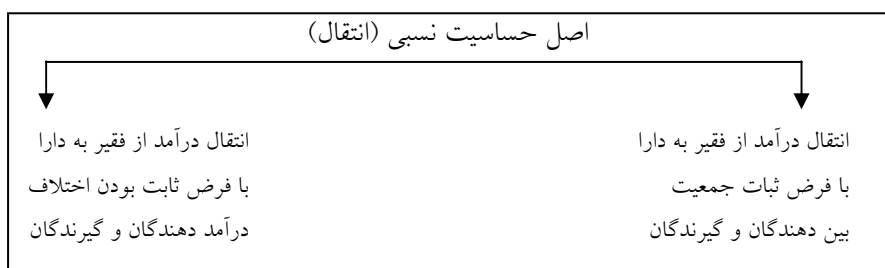 اصل حساسیت نسبی (انتقال)
انتقال درآمد از فقیر به دارا
با فرض ثبات جمعیت
بین دهندگان و گیرندگان
انتقال درآمد از فقیر به دارا
با فرض ثابت بودن اختلاف
درآمد دهندگان و گیرندگان